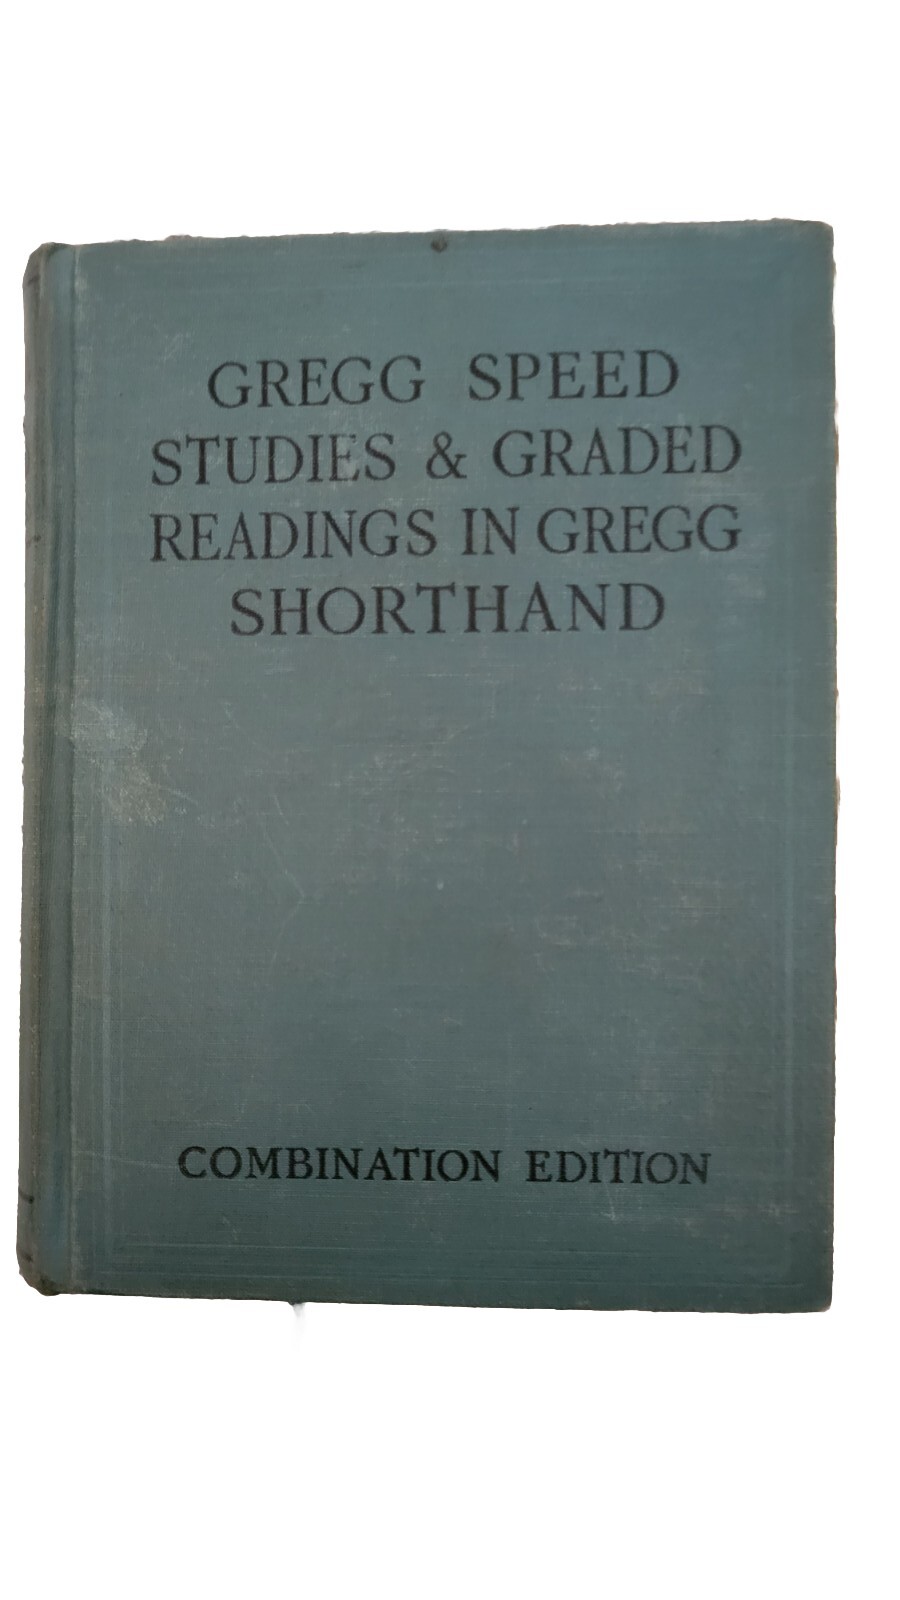 GREGG SPEED
STUDIES & GRADED
READINGS IN GREGG
SHORTHAND
COMBINATION EDITION